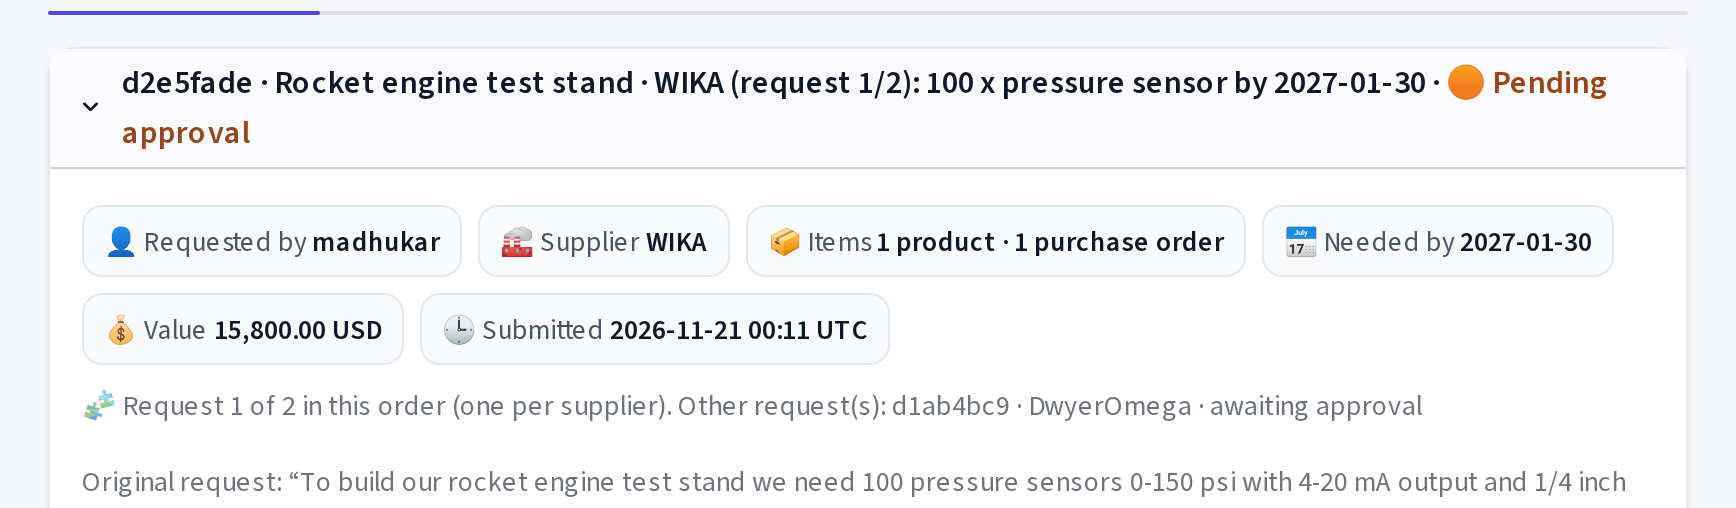 d2e5fade · Rocket engine test stand · WIKA (request 1/2): 100 x pressure sensor by 2027-01-30 · 🟠 Pending
approval
👤 Requested by madhukar 🏭 Supplier WIKA 📦 Items 1 product · 1 purchase order 📅 Needed by 2027-01-30
💰 Value 15,800.00 USD 🕒 Submitted 2026-11-21 00:11 UTC
🧩 Request 1 of 2 in this order (one per supplier). Other request(s): d1ab4bc9 · DwyerOmega · awaiting approval
Original request: “To build our rocket engine test stand we need 100 pressure sensors 0-150 psi with 4-20 mA output and 1/4 inch